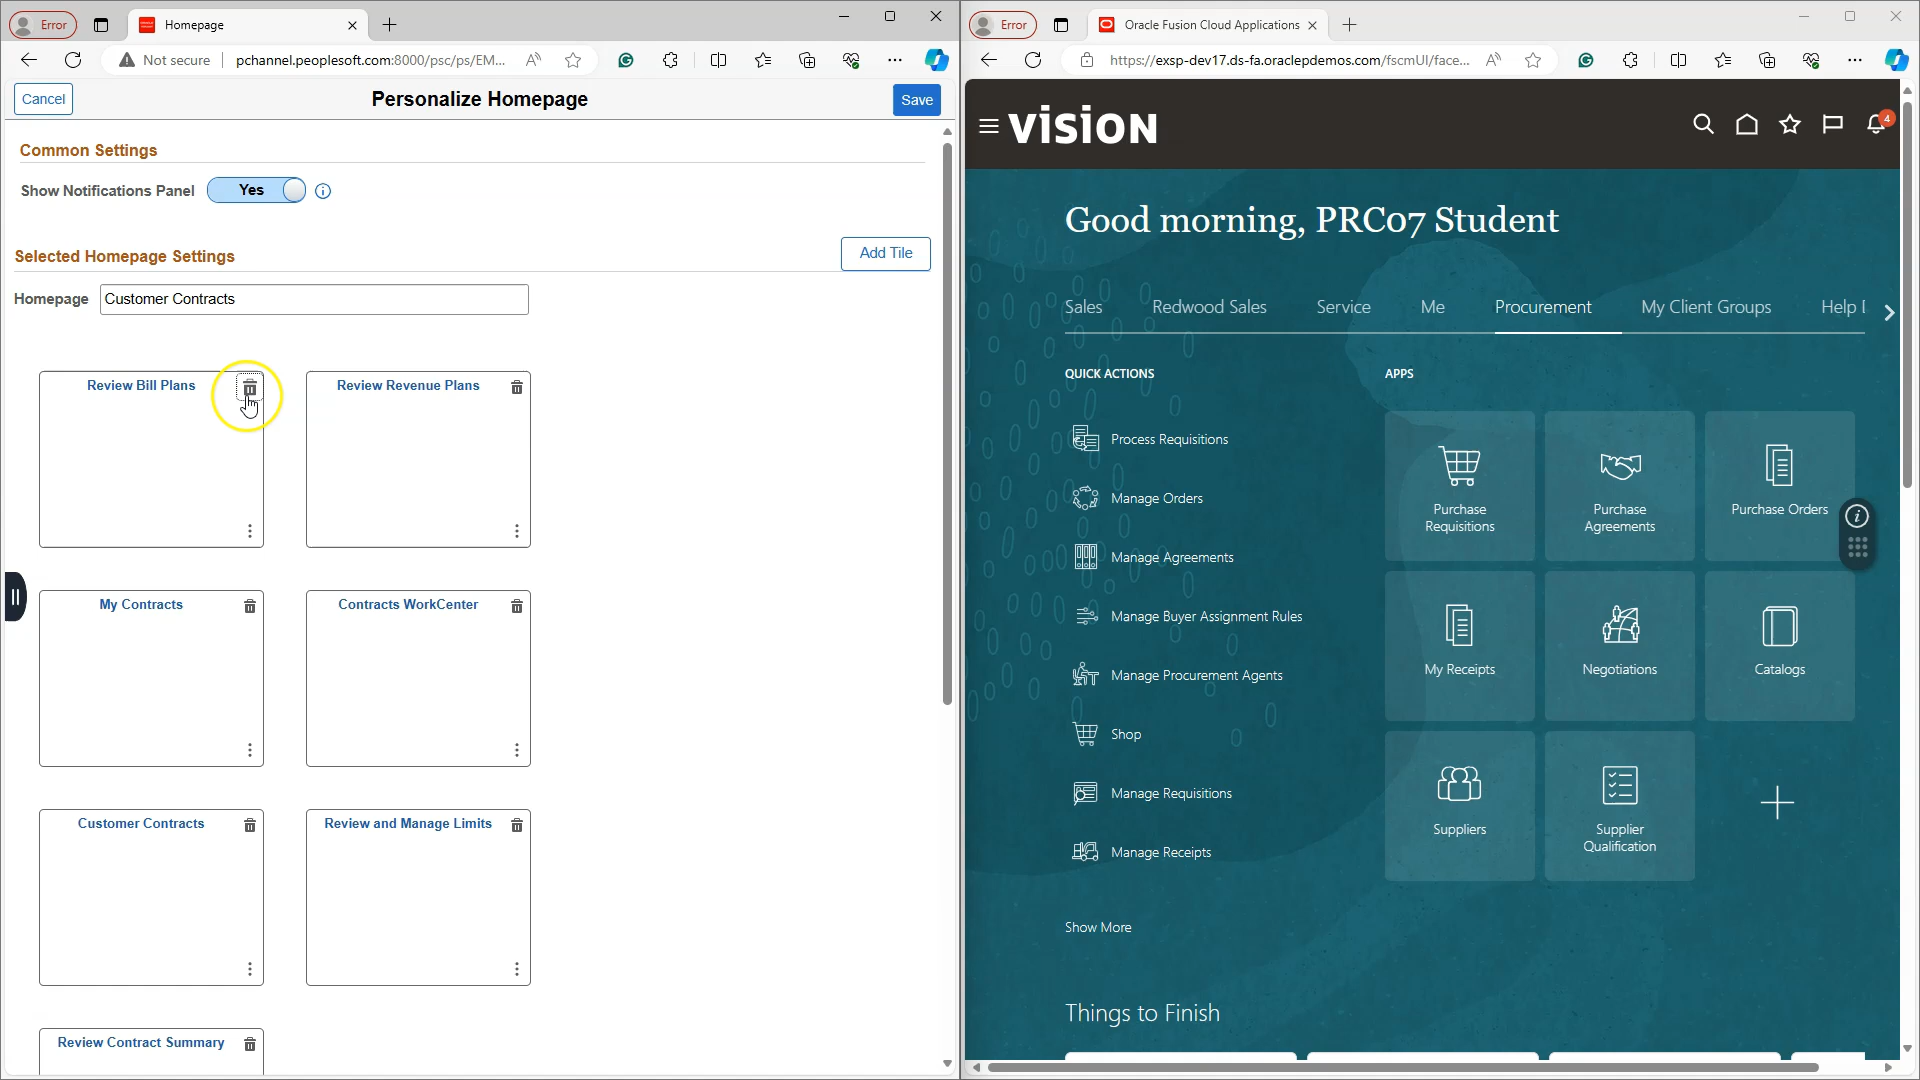 Error
Homepage
Not secure
pchannel.peoplesoft.com:8000/psc/ps/EM...
Cancel
Personalize Homepage
Save
Common Settings
Show Notifications Panel
Yes
Selected Homepage Settings
Add Tile
Homepage
Customer Contracts
Review Bill Plans
Review Revenue Plans
My Contracts
Contracts WorkCenter
Customer Contracts
Review and Manage Limits
Review Contract Summary
Error
Oracle Fusion Cloud Applications
https://exsp-dev17.ds-fa.oraclepdemos.com/fscmUI/face...
VISION
4
Good morning, PRC07 Student
Sales
Redwood Sales
Service
Me
Procurement
My Client Groups
Help
QUICK ACTIONS
Process Requisitions
Manage Orders
Manage Agreements
Manage Buyer Assignment Rules
Manage Procurement Agents
Shop
Manage Requisitions
Manage Receipts
Show More
APPS
Purchase
Requisitions
Purchase
Agreements
Purchase Orders
My Receipts
Negotiations
Catalogs
Suppliers
Supplier
Qualification
Things to Finish